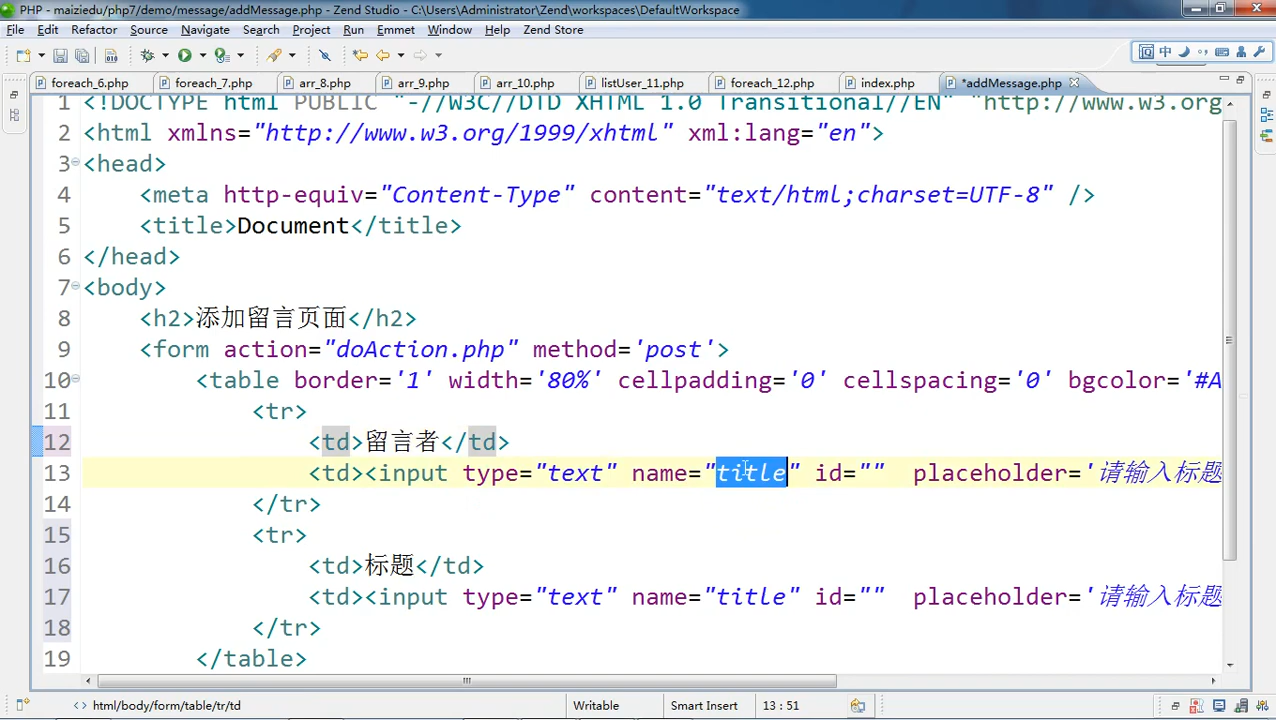 PHP - maiziedu/php7/demo/message/addMessage.php - Zend Studio - C:\Users\Administrator\Zend\workspaces\DefaultWorkspace
File Edit Refactor Source Navigate Search Project Run Emmet Window Help Zend Store
中
foreach_6.php foreach_7.php arr_8.php arr_9.php arr_10.php listUser_11.php foreach_12.php index.php *addMessage.php
1 <!DOCTYPE html PUBLIC "-//W3C//DTD XHTML 1.0 Transitional//EN" "http://www.w3.org
2 <html xmlns="http://www.w3.org/1999/xhtml" xml:lang="en">
3 <head>
4 <meta http-equiv="Content-Type" content="text/html;charset=UTF-8" />
5 <title>Document</title>
6 </head>
7 <body>
8 <h2>添加留言页面</h2>
9 <form action="doAction.php" method='post'>
10 <table border='1' width='80%' cellpadding='0' cellspacing='0' bgcolor='#A
11 <tr>
12 <td>留言者</td>
13 <td><input type="text" name="title" id="" placeholder='请输入标题
14 </tr>
15 <tr>
16 <td>标题</td>
17 <td><input type="text" name="title" id="" placeholder='请输入标题
18 </tr>
19 </table>
html/body/form/table/tr/td Writable Smart Insert 13 : 51